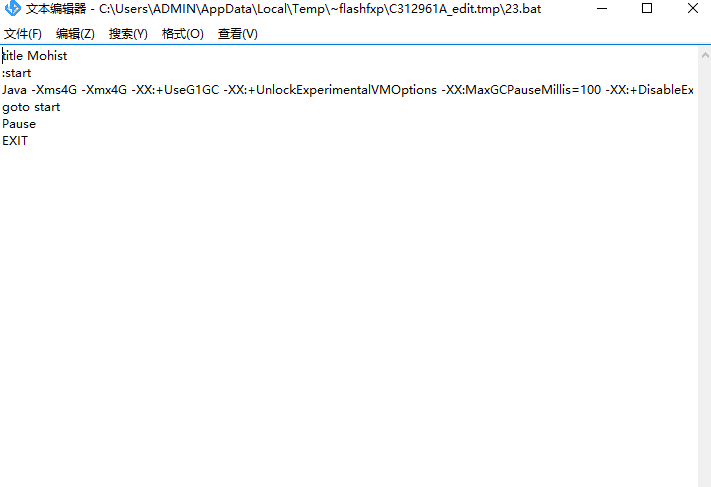 文本编辑器 - C:\Users\ADMIN\AppData\Local\Temp\~flashfxp\C312961A_edit.tmp\23.bat
文件(F) 编辑(Z) 搜索(Y) 格式(O) 查看(V)
title Mohist
:start
Java -Xms4G -Xmx4G -XX:+UseG1GC -XX:+UnlockExperimentalVMOptions -XX:MaxGCPauseMillis=100 -XX:+DisableEx
goto start
Pause
EXIT